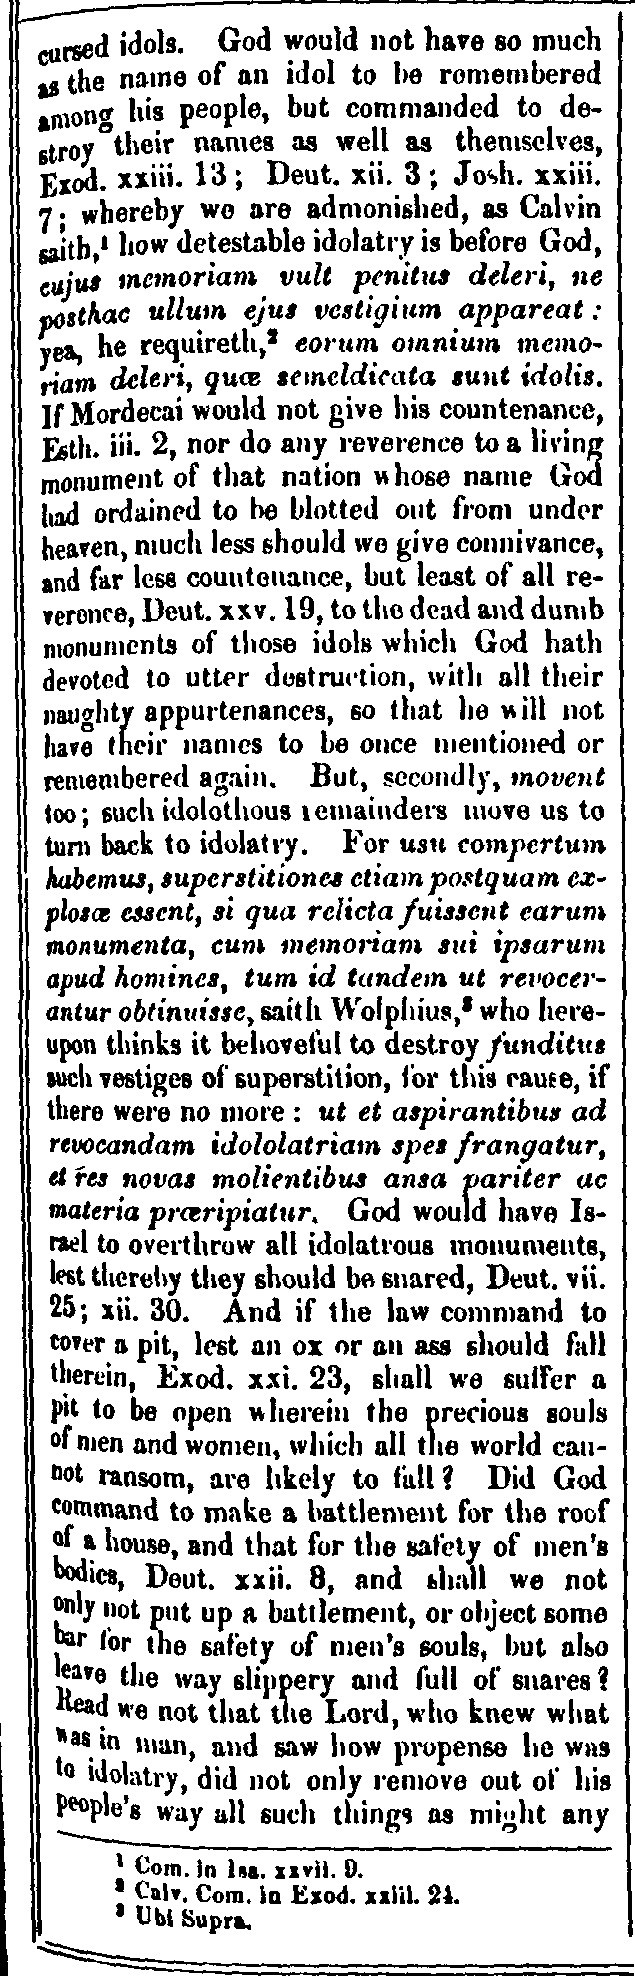 cursed idols. God would not have so much
as the name of an idol to be romembered
among his people, but commanded to de-
stroy their names as well as themselves,
Exod. xxiii. 13; Deut. xii. 3; Josh. xxiii.
7; whereby we are admonished, as Calvin
saith,¹ how detestable idolatry is before God,
cujus memoriam vult penitus deleri, ne
posthac ullum ejus vestigium appareat:
yea, he requireth,² eorum omnium memo-
riam deleri, quæ semeldicata sunt idolis.
If Mordecai would not give his countenance,
Esth. iii. 2, nor do any reverence to a living
monument of that nation whose name God
had ordained to be blotted out from under
heaven, much less should we give connivance,
and far less countenance, but least of all re-
verence, Deut. xxv. 19, to the dead and dumb
monuments of those idols which God hath
devoted to utter destruction, with all their
naughty appurtenances, so that he will not
have their names to be once mentioned or
remembered again. But, secondly, movent
too; such idolothous remainders move us to
turn back to idolatry. For usu compertum
habemus, superstitiones etiam postquam ex-
plosæ essent, si qua relicta fuissent earum
monumenta, cum memoriam sui ipsarum
apud homines, tum id tandem ut revocer-
antur obtinuisse, saith Wolphius,³ who here-
upon thinks it behoveful to destroy funditus
such vestiges of superstition, for this cause, if
there were no more: ut et aspirantibus ad
revocandam idololatriam spes frangatur,
et res novas molientibus ansa pariter ac
materia præripiatur. God would have Is-
rael to overthrow all idolatrous monuments,
lest thereby they should be snared, Deut. vii.
25; xii. 30. And if the law command to
cover a pit, lest an ox or an ass should fall
therein, Exod. xxi. 23, shall we suffer a
pit to be open wherein the precious souls
of men and women, which all the world can-
not ransom, are likely to fall? Did God
command to make a battlement for the roof
of a house, and that for the safety of men's
bodies, Deut. xxii. 8, and shall we not
only not put up a battlement, or object some
bar for the safety of men's souls, but also
leave the way slippery and full of snares?
Read we not that the Lord, who knew what
was in man, and saw how propense he was
to idolatry, did not only remove out of his
people's way all such things as might any
¹ Com. in Isa. xxvii. 9.
² Calv. Com. in Exod. xxiii. 24.
³ Ubi Supra.